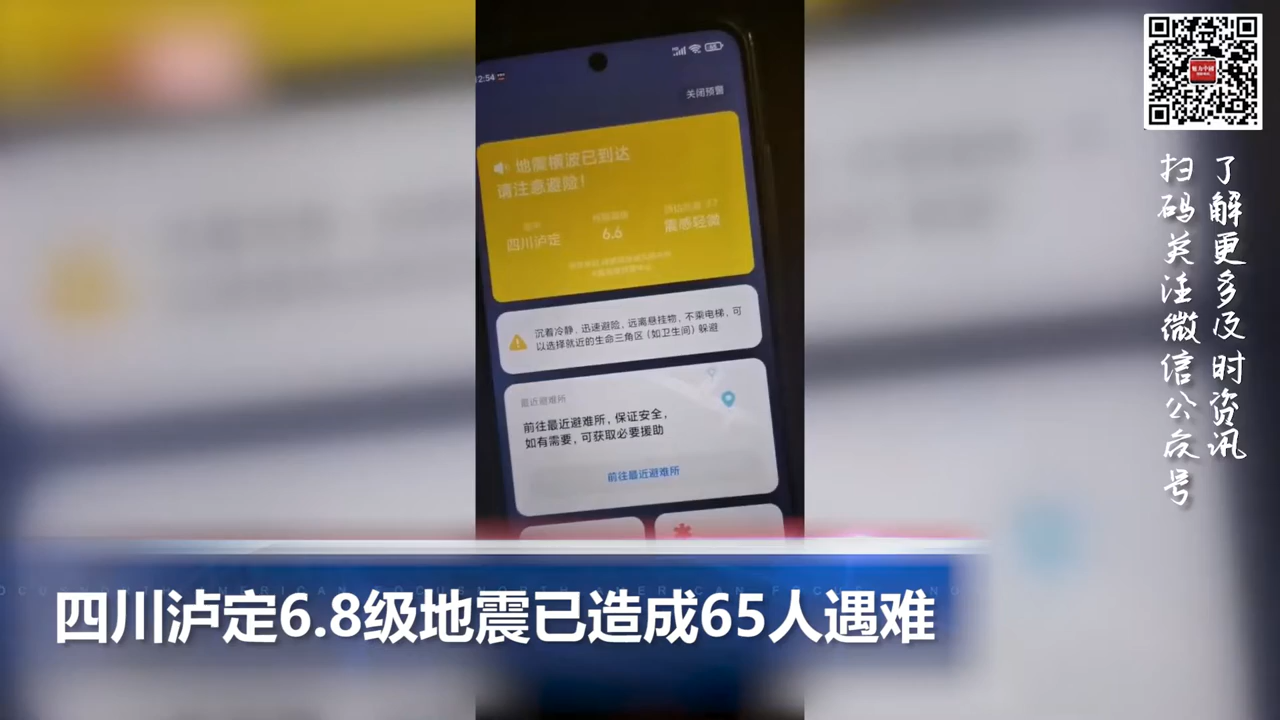 关闭预警
地震横波已到达
请注意避险!
四川泸定
6.6
震感轻微
沉着冷静,迅速避险,远离悬挂物,不乘电梯,可
以选择就近的生命三角区(如卫生间)躲避
最近避难所
前往最近避难所,保证安全,
如有需要,可获取必要援助
前往最近避难所
了解更多及时资讯
扫码关注微信公众号
四川泸定6.8级地震已造成65人遇难